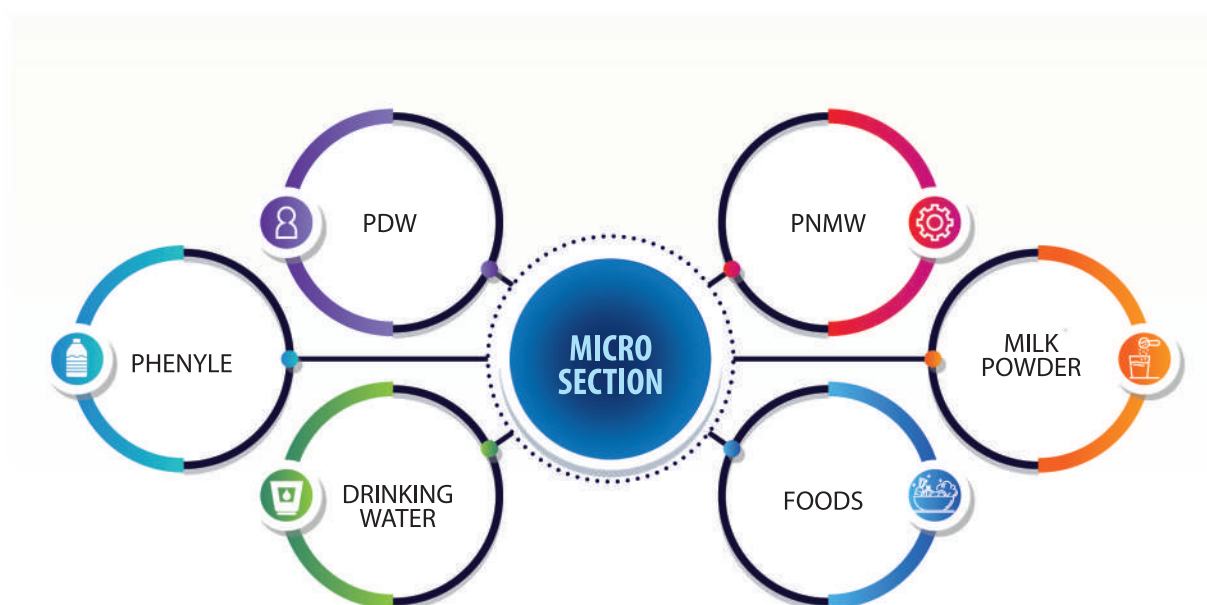 PDW
PNMW
PHENYLE
MICRO
SECTION
MILK
POWDER
DRINKING
WATER
FOODS